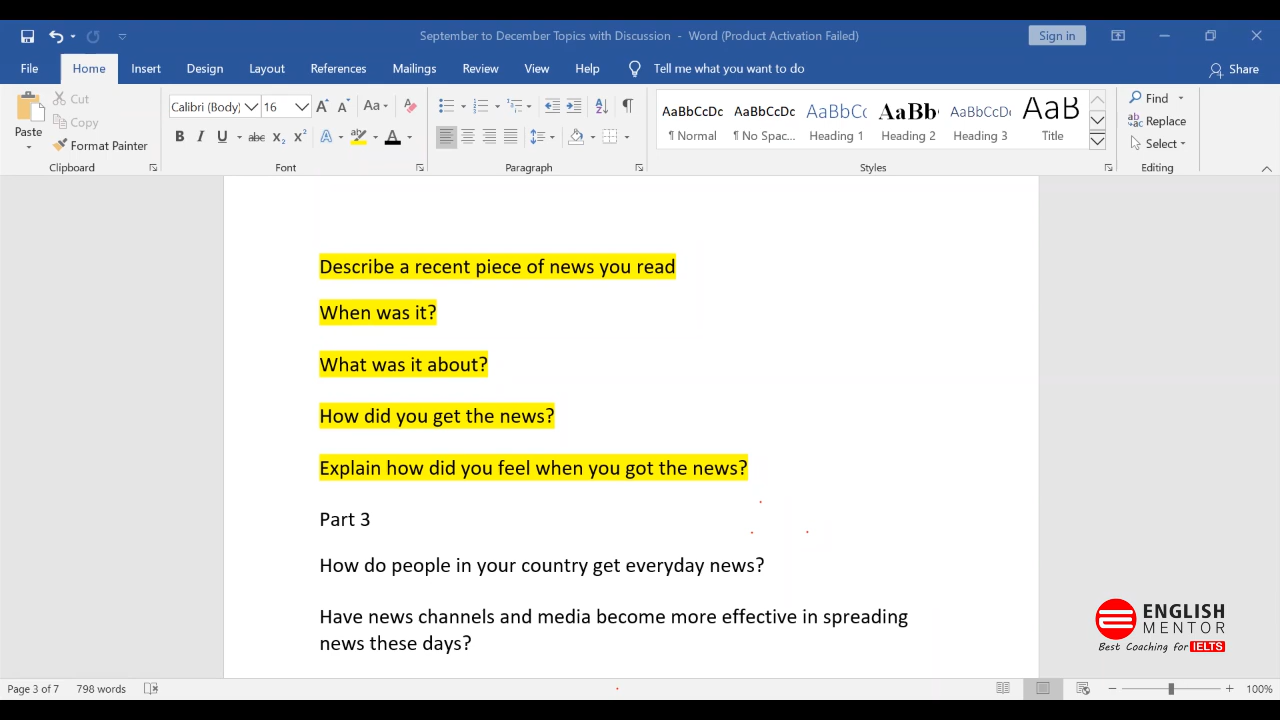 September to December Topics with Discussion - Word (Product Activation Failed)
Sign in
File Home Insert Design Layout References Mailings Review View Help Tell me what you want to do Share
Paste
Cut
Copy
Format Painter
Clipboard
Calibri (Body) 16 Aa
B I U abc X₂ X² A A
Font
Paragraph
AaBbCcDc AaBbCcDc AaBbCc AaBb AaBbCcD AaB
¶ Normal ¶ No Spac... Heading 1 Heading 2 Heading 3 Title
Styles
Find
Replace
Select
Editing
Describe a recent piece of news you read
When was it?
What was it about?
How did you get the news?
Explain how did you feel when you got the news?
Part 3
How do people in your country get everyday news?
Have news channels and media become more effective in spreading
news these days?
ENGLISH
MENTOR
Best Coaching for IELTS
Page 3 of 7 798 words 100%